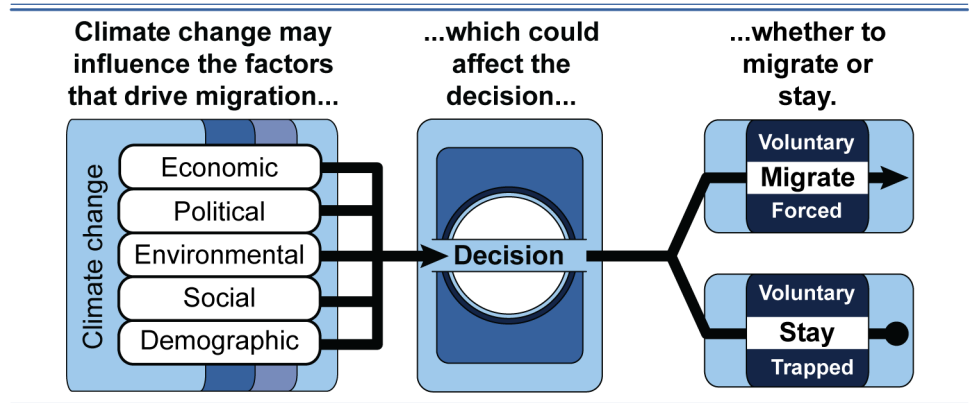 Climate change may
influence the factors
that drive migration...
...which could
affect the
decision...
...whether to
migrate or
stay.
Climate change
Economic
Political
Environmental
Social
Demographic
Decision
Voluntary
Migrate
Forced
Voluntary
Stay
Trapped